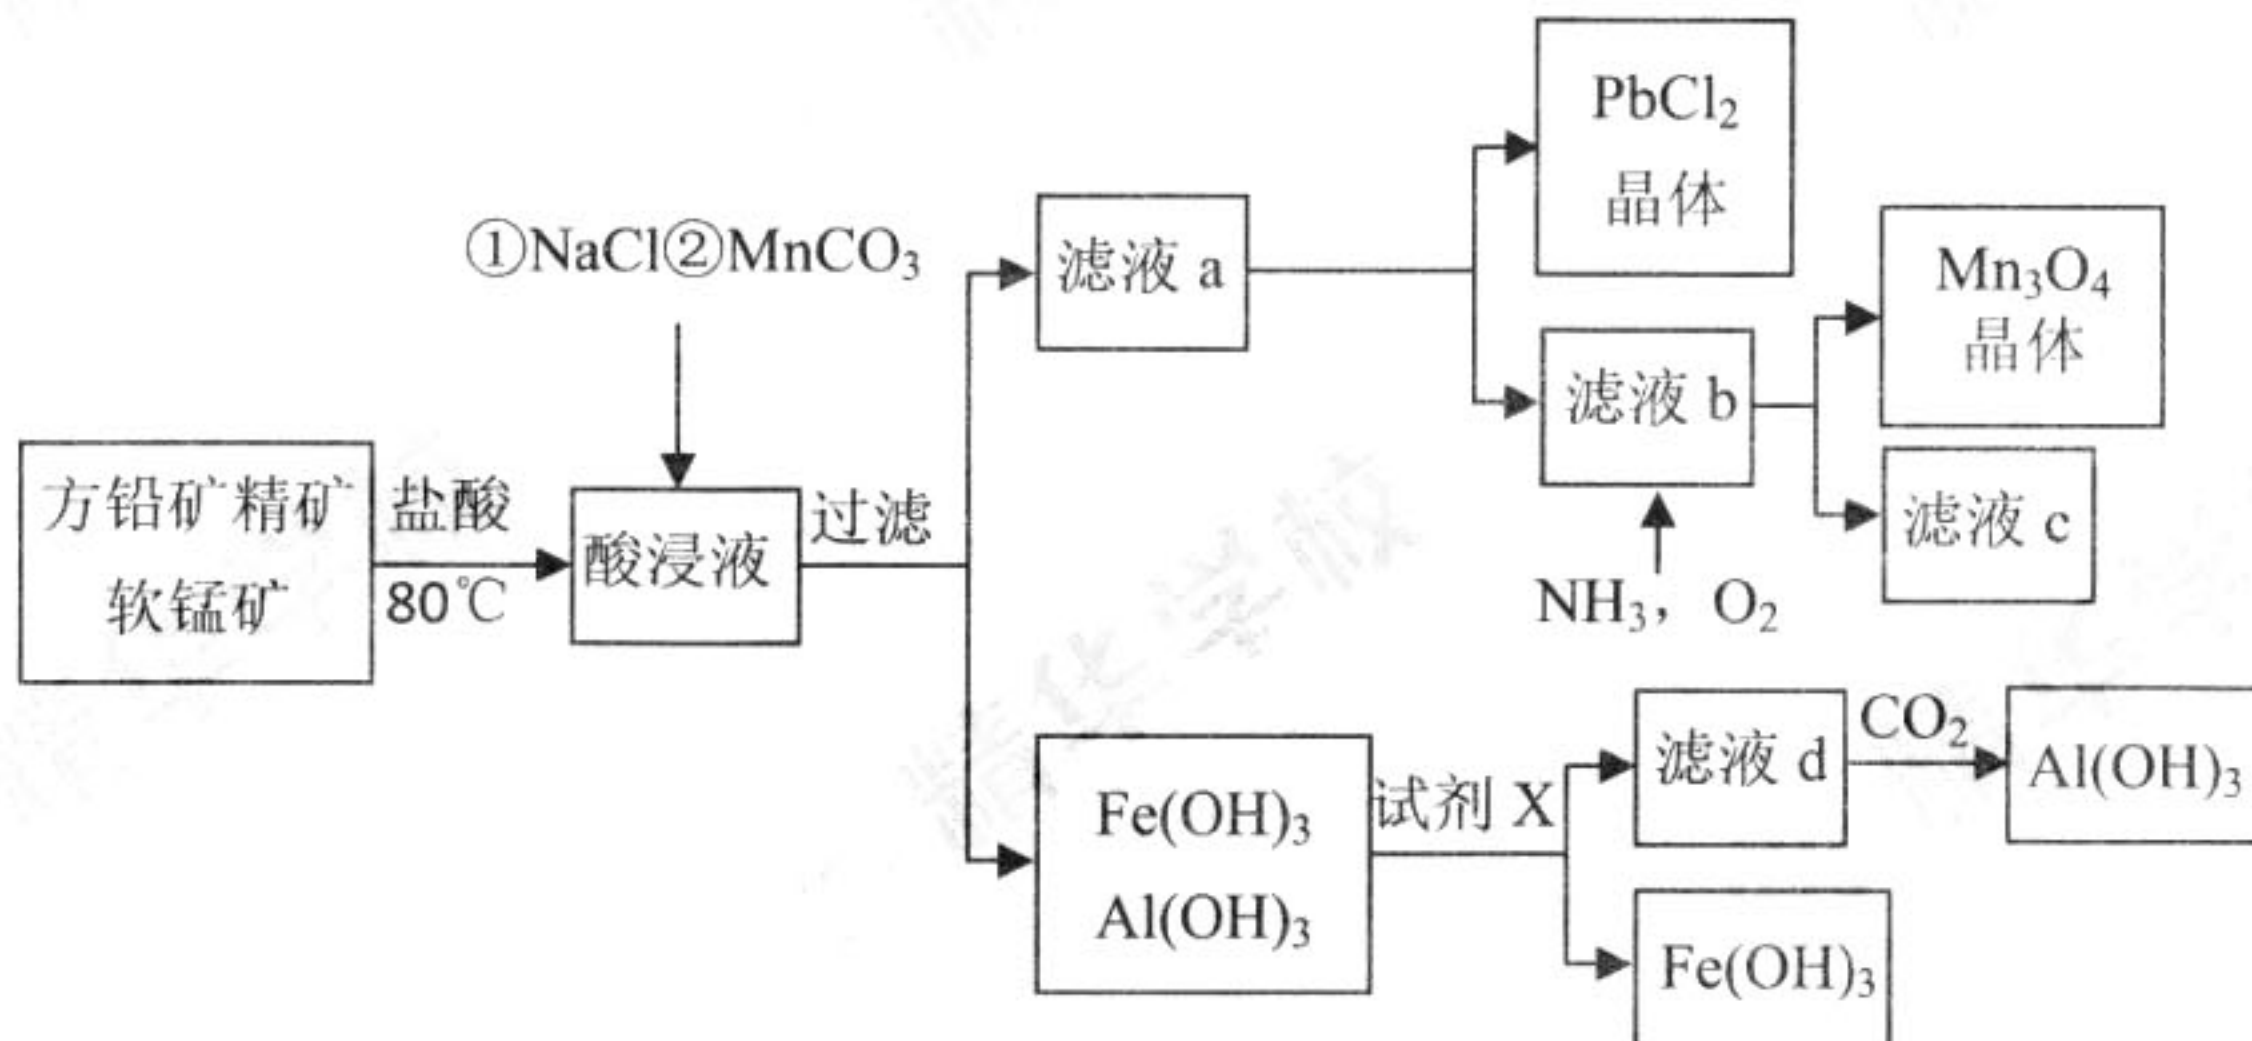 方铅矿精矿
软锰矿
盐酸
80℃
①NaCl②MnCO₃
酸浸液
过滤
滤液 a
PbCl₂
晶体
滤液 b
NH₃，O₂
Mn₃O₄
晶体
滤液 c
Fe(OH)₃
Al(OH)₃
试剂 X
滤液 d
CO₂
Al(OH)₃
Fe(OH)₃